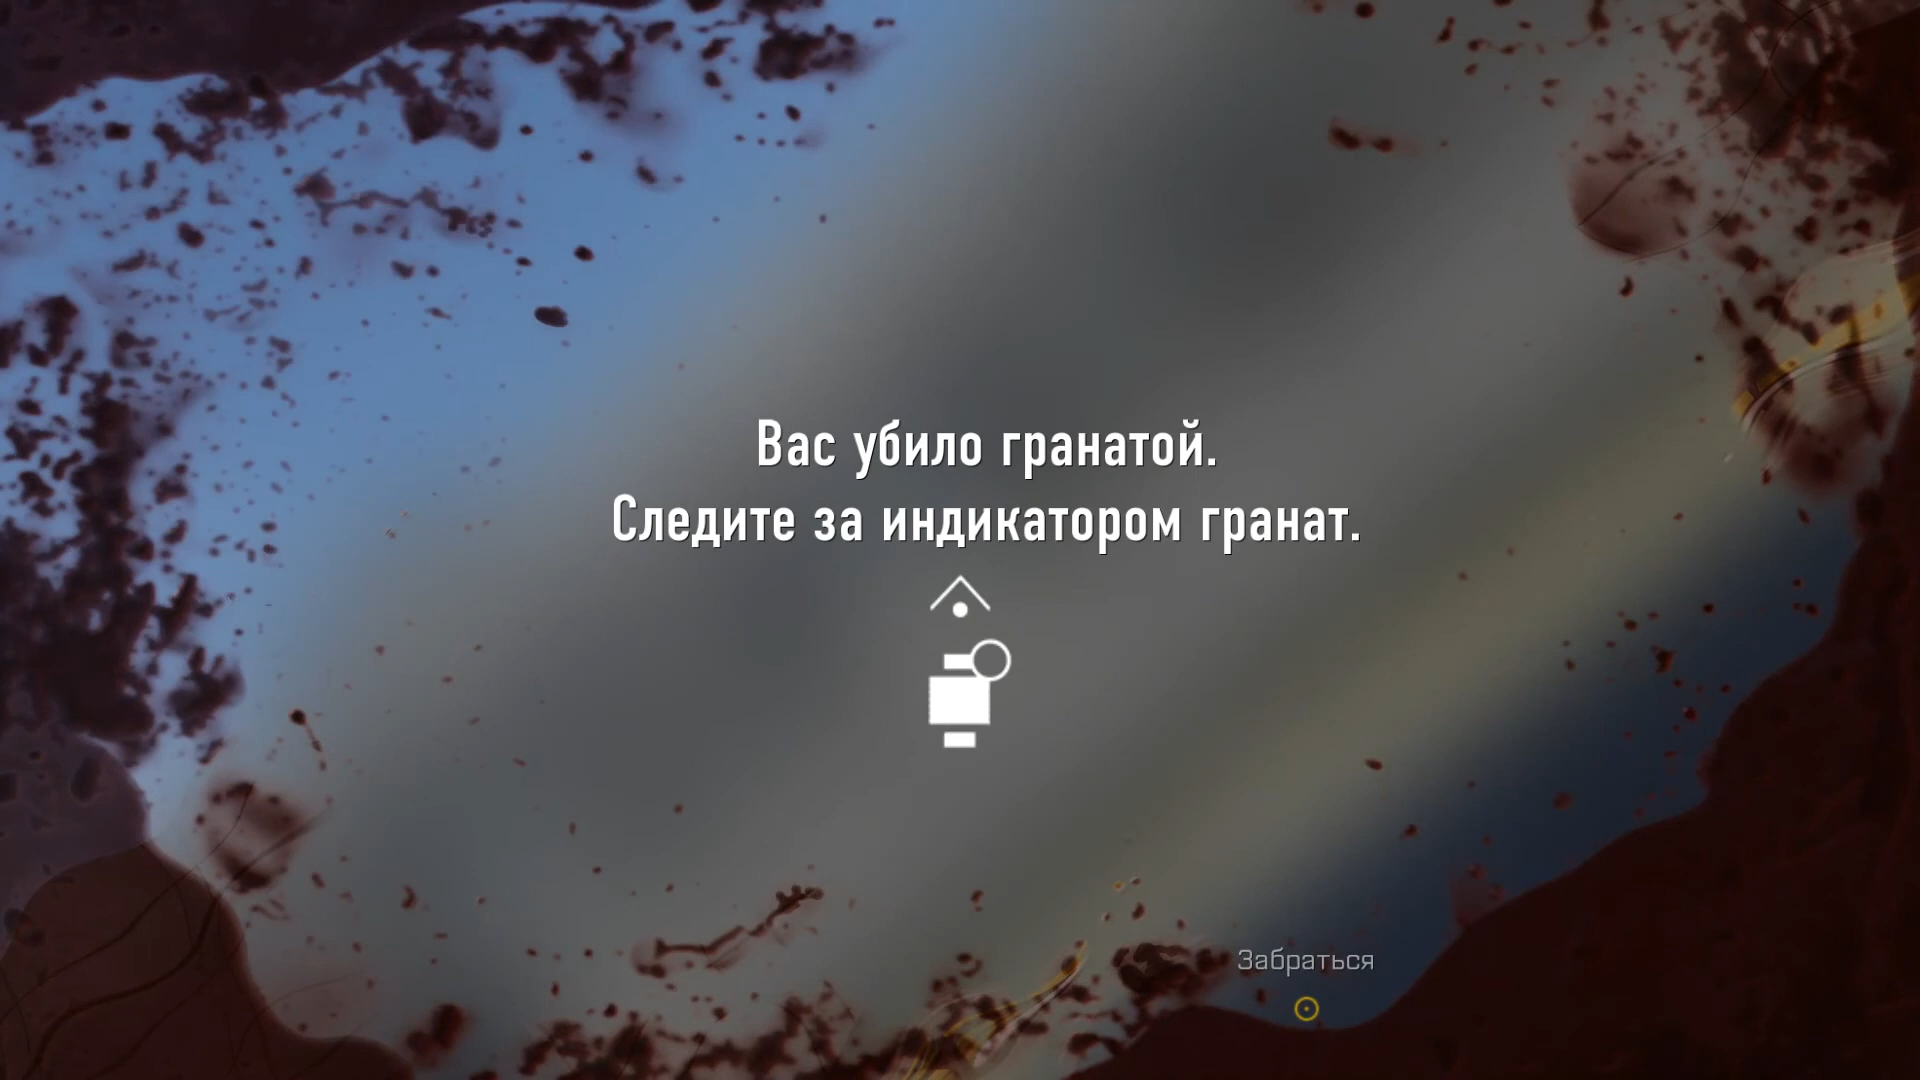 Вас убило гранатой.
Следите за индикатором гранат.
Забраться